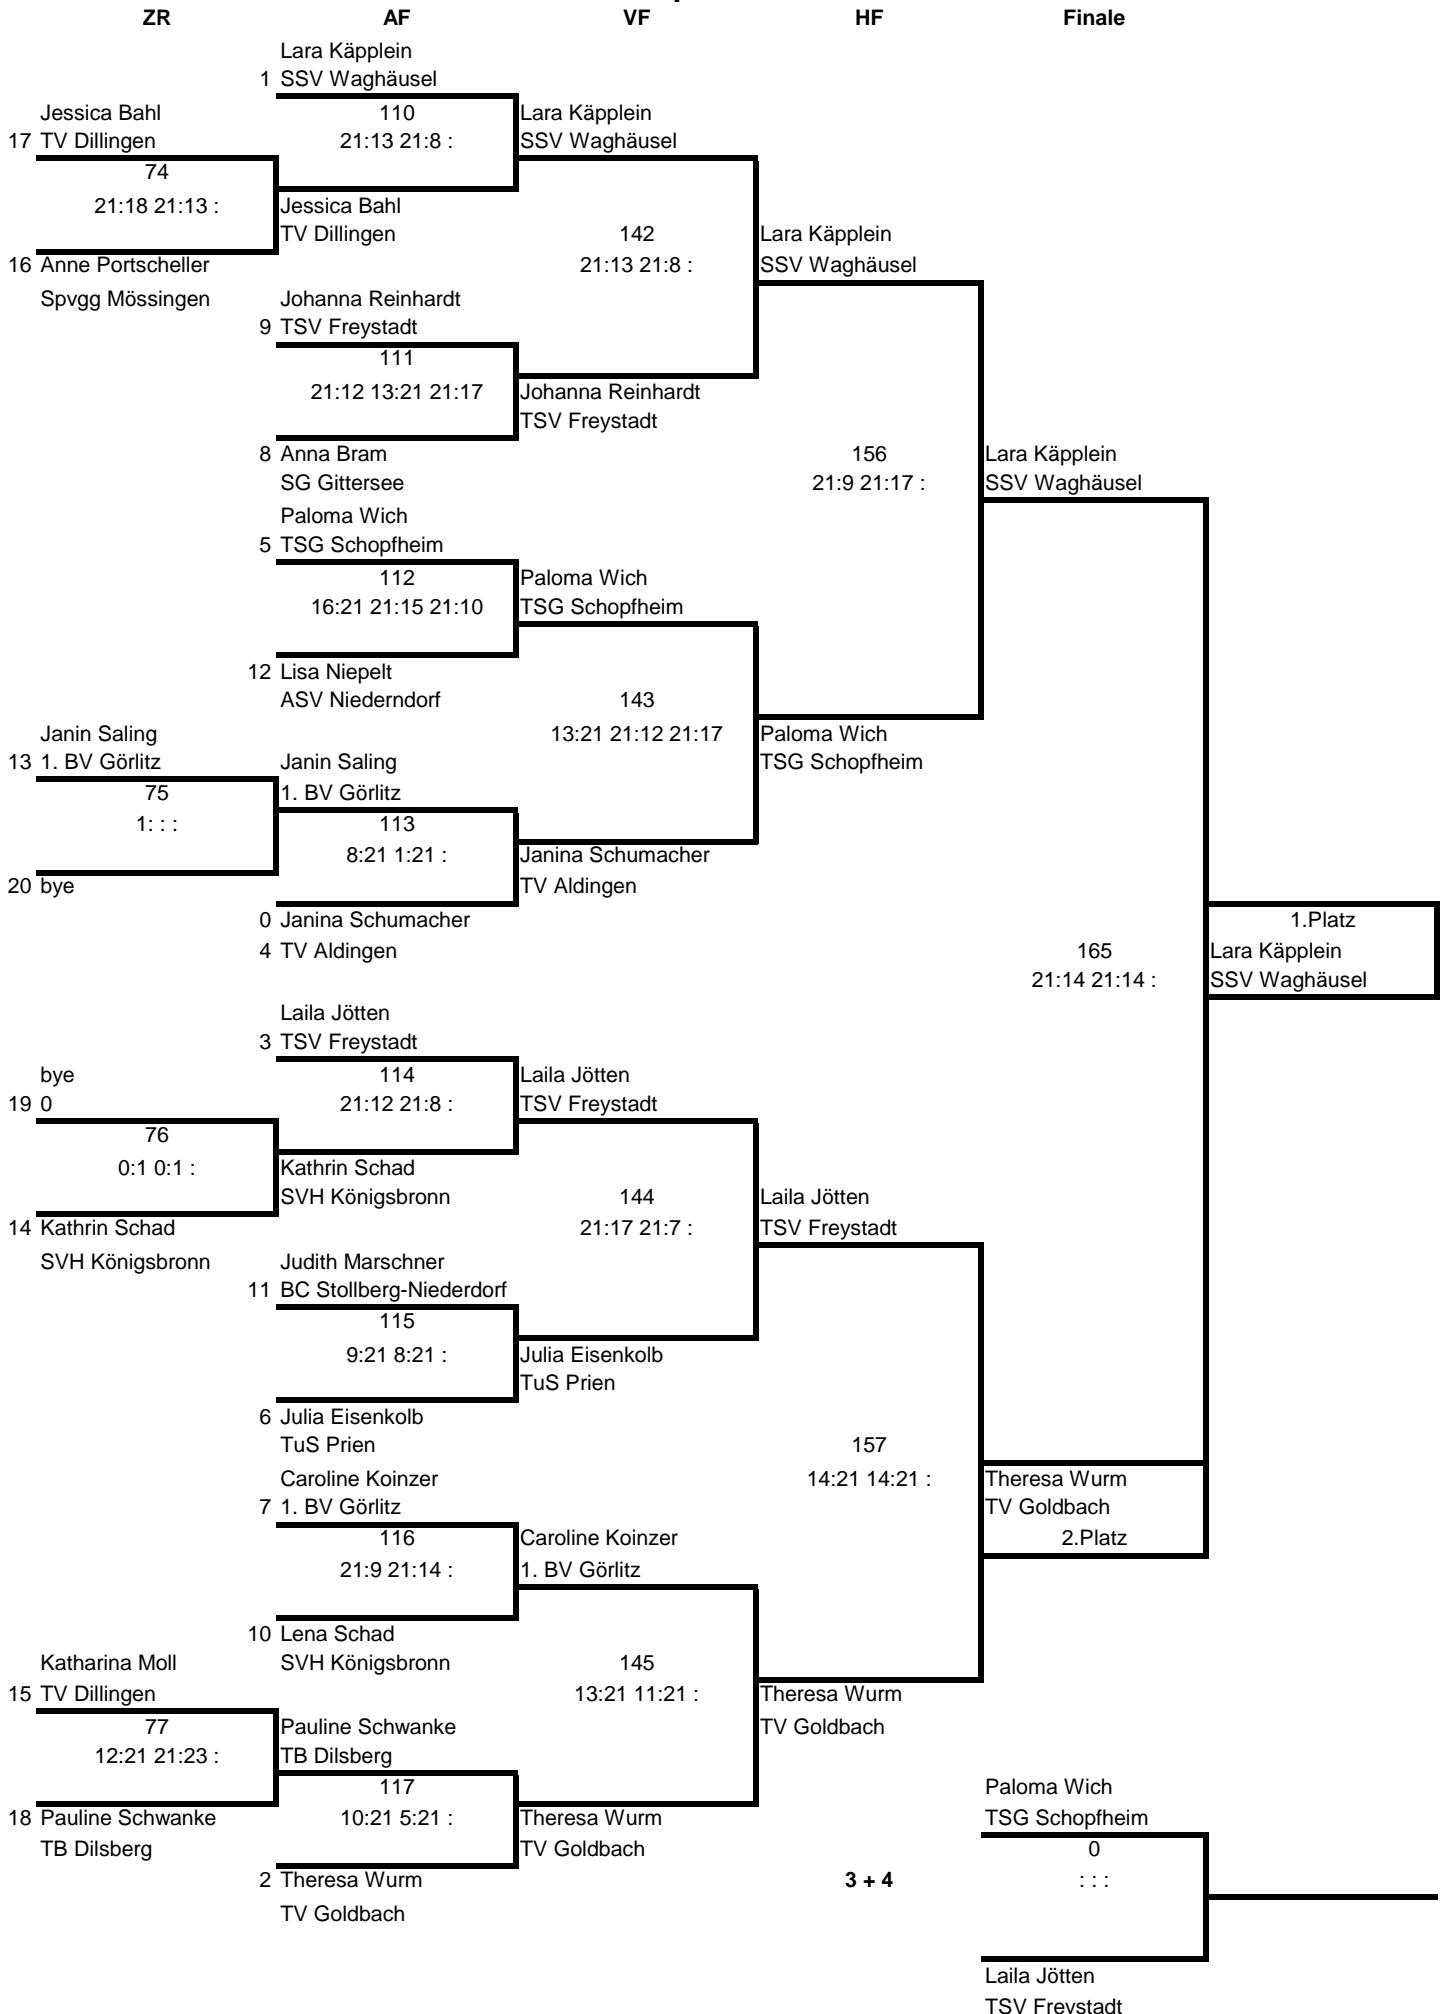 ZR AF VF HF Finale
Lara Käpplein
1 SSV Waghäusel
Jessica Bahl 110 Lara Käpplein
17 TV Dillingen 21:13 21:8 : SSV Waghäusel
74
21:18 21:13 : Jessica Bahl
TV Dillingen 142 Lara Käpplein
16 Anne Portscheller 21:13 21:8 : SSV Waghäusel
Spvgg Mössingen Johanna Reinhardt
9 TSV Freystadt
111
21:12 13:21 21:17 Johanna Reinhardt
TSV Freystadt
8 Anna Bram 156 Lara Käpplein
SG Gittersee 21:9 21:17 : SSV Waghäusel
Paloma Wich
5 TSG Schopfheim
112 Paloma Wich
16:21 21:15 21:10 TSG Schopfheim
12 Lisa Niepelt
ASV Niederndorf 143
Janin Saling 13:21 21:12 21:17 Paloma Wich
13 1. BV Görlitz Janin Saling TSG Schopfheim
75 1. BV Görlitz
1: : : 113
8:21 1:21 : Janina Schumacher
20 bye TV Aldingen
0 Janina Schumacher 1.Platz
4 TV Aldingen 165 Lara Käpplein
21:14 21:14 : SSV Waghäusel
Laila Jötten
3 TSV Freystadt
bye 114 Laila Jötten
19 0 21:12 21:8 : TSV Freystadt
76
0:1 0:1 : Kathrin Schad
SVH Königsbronn 144 Laila Jötten
14 Kathrin Schad 21:17 21:7 : TSV Freystadt
SVH Königsbronn Judith Marschner
11 BC Stollberg-Niederdorf
115
9:21 8:21 : Julia Eisenkolb
TuS Prien
6 Julia Eisenkolb
TuS Prien 157
Caroline Koinzer 14:21 14:21 : Theresa Wurm
7 1. BV Görlitz TV Goldbach
116 Caroline Koinzer 2.Platz
21:9 21:14 : 1. BV Görlitz
10 Lena Schad
Katharina Moll SVH Königsbronn 145
15 TV Dillingen 13:21 11:21 : Theresa Wurm
77 Pauline Schwanke TV Goldbach
12:21 21:23 : TB Dilsberg
117 Paloma Wich
18 Pauline Schwanke 10:21 5:21 : Theresa Wurm TSG Schopfheim
TB Dilsberg TV Goldbach 0
2 Theresa Wurm 3 + 4 : : :
TV Goldbach
Laila Jötten
TSV Freystadt